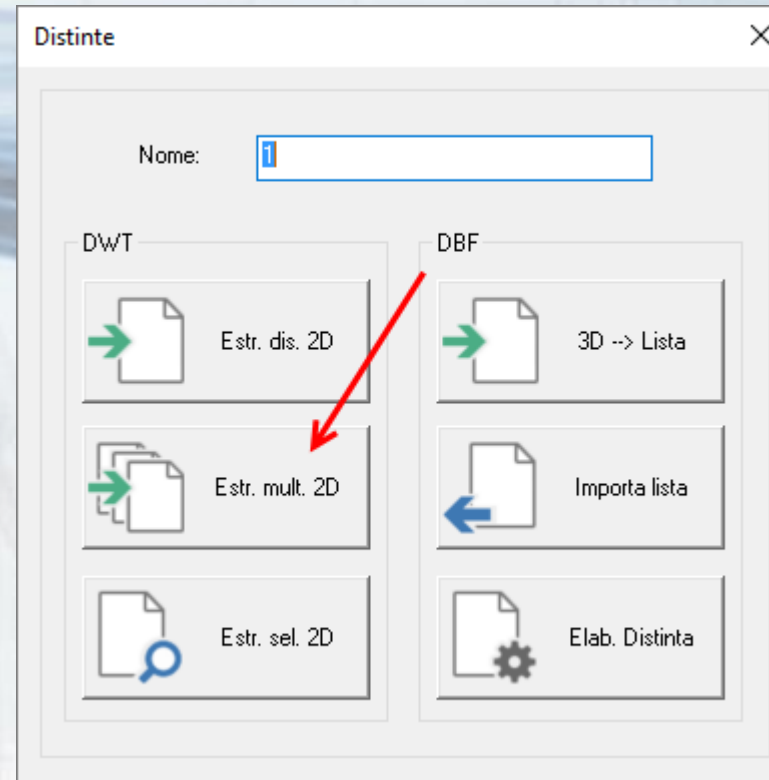 Distinte
Nome:
1
DWT
DBF
Estr. dis. 2D
3D --> Lista
Estr. mult. 2D
Importa lista
Estr. sel. 2D
Elab. Distinta